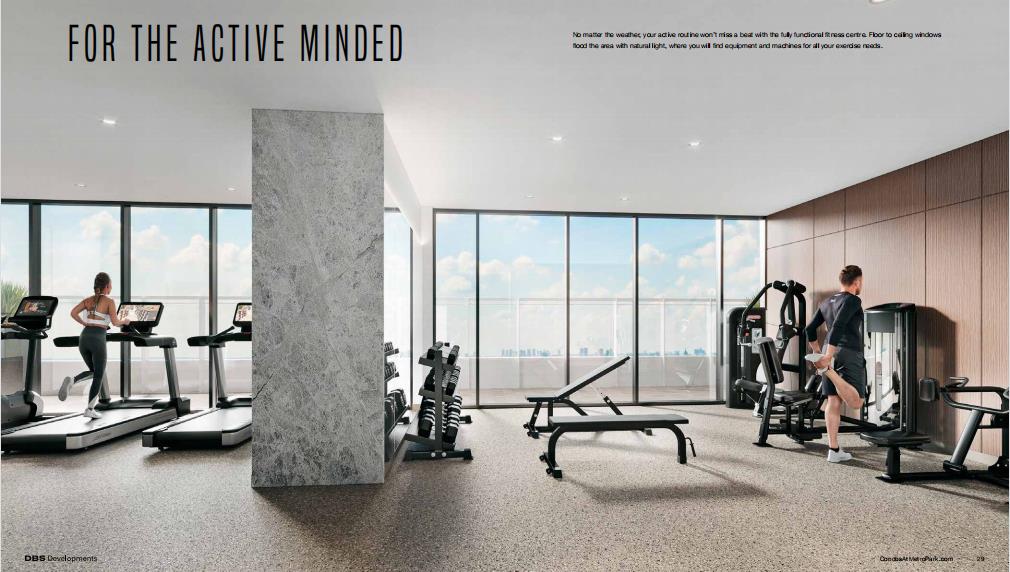 FOR THE ACTIVE MINDED
No matter the weather, your active routine won't miss a beat with the fully functional fitness centre. Floor to ceiling windows
flood the area with natural light, where you will find equipment and machines for all your exercise needs.
DBS Developments
CondosAtMetroPark.com
29